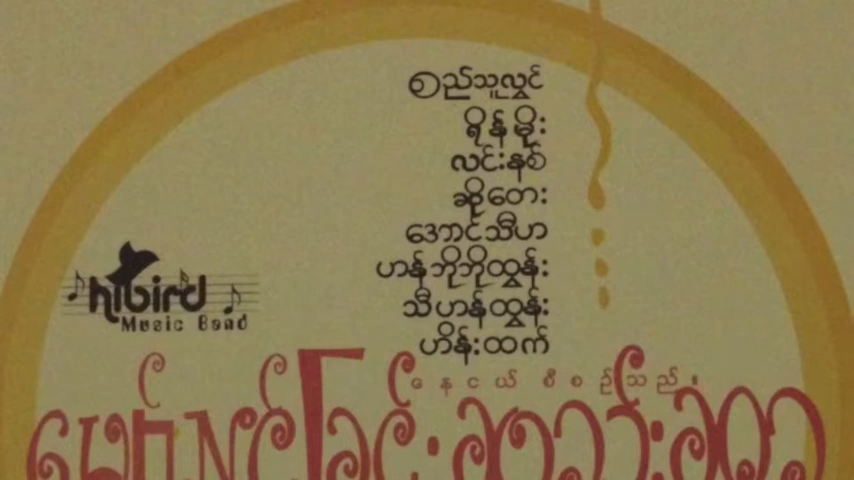 စည်သူလွင်
ရိန်မိုး
လင်းနစ်
ဆိုတေး
အောင်သီဟ
ဟန်ဘိုဘိုထွန်း
သီဟန်ထွန်း
ဟိန်းထက်
hibird
Music Band
နေငယ် စီစဉ်သည်။